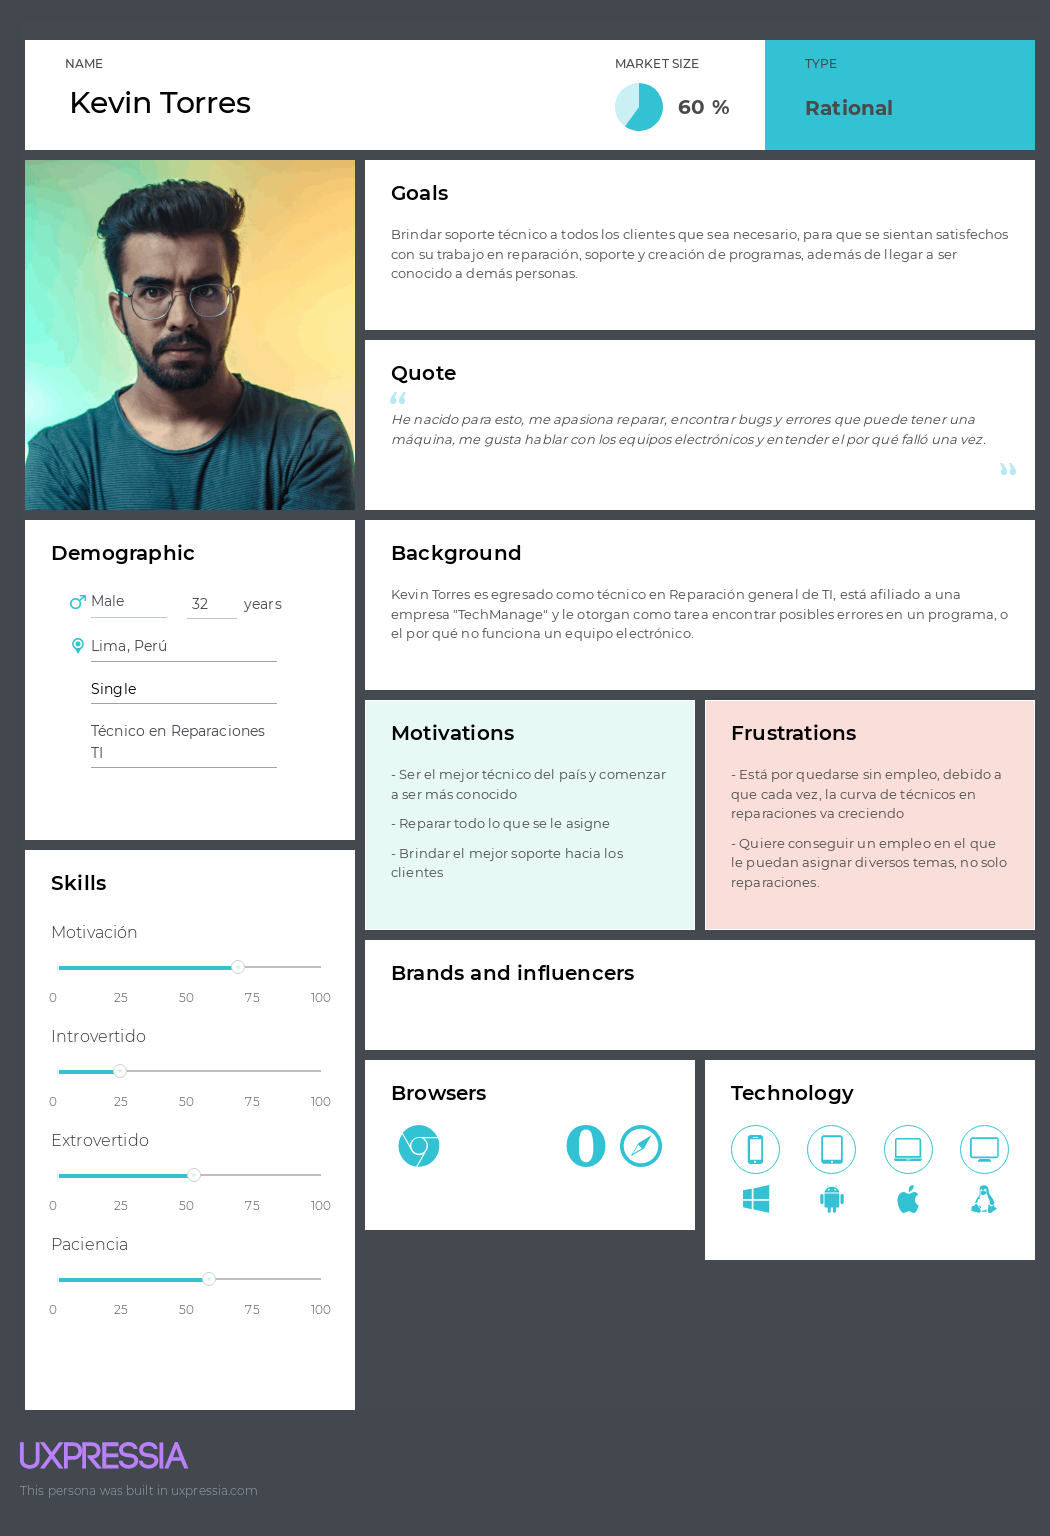 NAME
Kevin Torres
MARKET SIZE
60 %
TYPE
Rational
Goals
Brindar soporte técnico a todos los clientes que sea necesario, para que se sientan satisfechos
con su trabajo en reparación, soporte y creación de programas, además de llegar a ser
conocido a demás personas.
Quote
“
He nacido para esto, me apasiona reparar, encontrar bugs y errores que puede tener una
máquina, me gusta hablar con los equipos electrónicos y entender el por qué falló una vez.
”
Demographic
Male
32 years
Lima, Perú
Single
Técnico en Reparaciones
TI
Background
Kevin Torres es egresado como técnico en Reparación general de TI, está afiliado a una
empresa "TechManage" y le otorgan como tarea encontrar posibles errores en un programa, o
el por qué no funciona un equipo electrónico.
Motivations
- Ser el mejor técnico del país y comenzar
a ser más conocido
- Reparar todo lo que se le asigne
- Brindar el mejor soporte hacia los
clientes
Frustrations
- Está por quedarse sin empleo, debido a
que cada vez, la curva de técnicos en
reparaciones va creciendo
- Quiere conseguir un empleo en el que
le puedan asignar diversos temas, no solo
reparaciones.
Skills
Motivación
0 25 50 75 100
Introvertido
0 25 50 75 100
Extrovertido
0 25 50 75 100
Paciencia
0 25 50 75 100
Brands and influencers
Browsers
Technology
UXPRESSIA
This persona was built in uxpressia.com